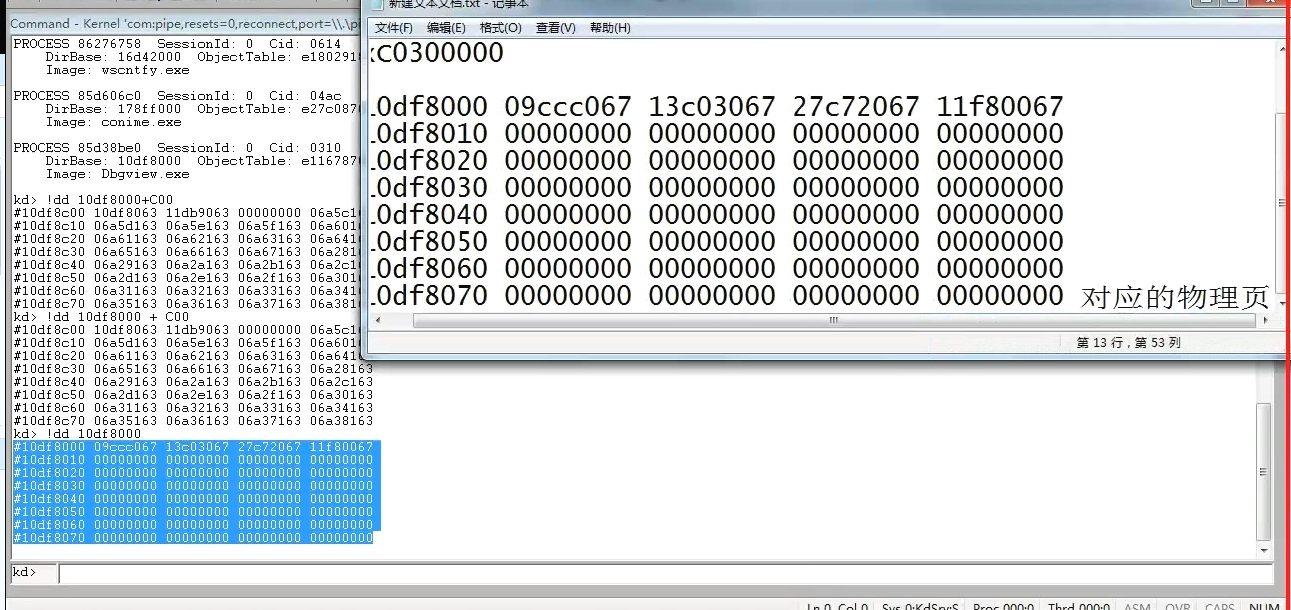 Command - Kernel 'com:pipe,resets=0,reconnect,port=\\.\pi
PROCESS 86276758 SessionId: 0 Cid: 0614
DirBase: 16d42000 ObjectTable: e180291
Image: wscntfy.exe
PROCESS 85d606c0 SessionId: 0 Cid: 04ac
DirBase: 178ff000 ObjectTable: e27c087
Image: conime.exe
PROCESS 85d38be0 SessionId: 0 Cid: 0310
DirBase: 10df8000 ObjectTable: e116787
Image: Dbgview.exe
kd> !dd 10df8000+C00
#10df8c00 10df8063 11db9063 00000000 06a5c1
#10df8c10 06a5d163 06a5e163 06a5f163 06a601
#10df8c20 06a61163 06a62163 06a63163 06a641
#10df8c30 06a65163 06a66163 06a67163 06a281
#10df8c40 06a29163 06a2a163 06a2b163 06a2c1
#10df8c50 06a2d163 06a2e163 06a2f163 06a301
#10df8c60 06a31163 06a32163 06a33163 06a341
#10df8c70 06a35163 06a36163 06a37163 06a381
kd> !dd 10df8000 + C00
#10df8c00 10df8063 11db9063 00000000 06a5c1
#10df8c10 06a5d163 06a5e163 06a5f163 06a601
#10df8c20 06a61163 06a62163 06a63163 06a641
#10df8c30 06a65163 06a66163 06a67163 06a28163
#10df8c40 06a29163 06a2a163 06a2b163 06a2c163
#10df8c50 06a2d163 06a2e163 06a2f163 06a30163
#10df8c60 06a31163 06a32163 06a33163 06a34163
#10df8c70 06a35163 06a36163 06a37163 06a38163
kd> !dd 10df8000
#10df8000 09ccc067 13c03067 27c72067 11f80067
#10df8010 00000000 00000000 00000000 00000000
#10df8020 00000000 00000000 00000000 00000000
#10df8030 00000000 00000000 00000000 00000000
#10df8040 00000000 00000000 00000000 00000000
#10df8050 00000000 00000000 00000000 00000000
#10df8060 00000000 00000000 00000000 00000000
#10df8070 00000000 00000000 00000000 00000000
kd>
新建文本文档.txt - 记事本
文件(F) 编辑(E) 格式(O) 查看(V) 帮助(H)
xC0300000
10df8000 09ccc067 13c03067 27c72067 11f80067
10df8010 00000000 00000000 00000000 00000000
10df8020 00000000 00000000 00000000 00000000
10df8030 00000000 00000000 00000000 00000000
10df8040 00000000 00000000 00000000 00000000
10df8050 00000000 00000000 00000000 00000000
10df8060 00000000 00000000 00000000 00000000
10df8070 00000000 00000000 00000000 00000000 对应的物理页
第 13 行，第 53 列
Ln 0, Col 0 Sys 0:KdSrv:S Proc 000:0 Thrd 000:0 ASM OVR CAPS NUM